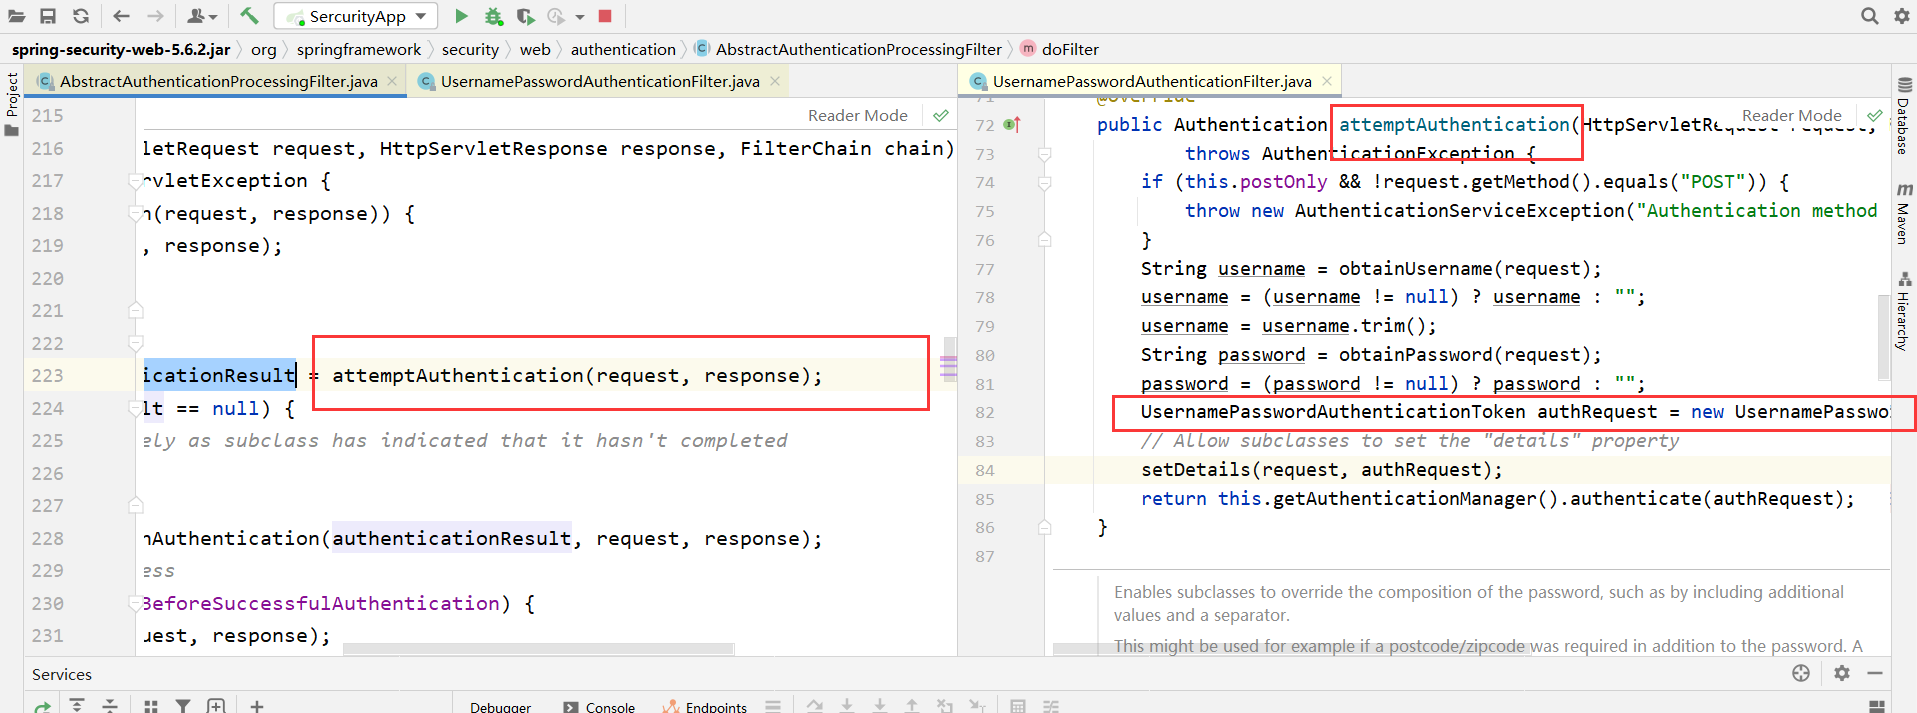 SercurityApp
spring-security-web-5.6.2.jar org springframework security web authentication AbstractAuthenticationProcessingFilter doFilter
Project
AbstractAuthenticationProcessingFilter.java
UsernamePasswordAuthenticationFilter.java
Reader Mode
215
216 letRequest request, HttpServletResponse response, FilterChain chain)
217 rvletException {
218 n(request, response)) {
219 , response);
220
221
222
223 icationResult = attemptAuthentication(request, response);
224 lt == null) {
225 ely as subclass has indicated that it hasn't completed
226
227
228 nAuthentication(authenticationResult, request, response);
229 ess
230 BeforeSuccessfulAuthentication) {
231 uest, response);
UsernamePasswordAuthenticationFilter.java
Reader Mode
71 @Override
72 public Authentication attemptAuthentication(HttpServletRequest request,
73 throws AuthenticationException {
74 if (this.postOnly && !request.getMethod().equals("POST")) {
75 throw new AuthenticationServiceException("Authentication method
76 }
77 String username = obtainUsername(request);
78 username = (username != null) ? username : "";
79 username = username.trim();
80 String password = obtainPassword(request);
81 password = (password != null) ? password : "";
82 UsernamePasswordAuthenticationToken authRequest = new UsernamePasswo
83 // Allow subclasses to set the "details" property
84 setDetails(request, authRequest);
85 return this.getAuthenticationManager().authenticate(authRequest);
86 }
87
Enables subclasses to override the composition of the password, such as by including additional
values and a separator.
This might be used for example if a postcode/zipcode was required in addition to the password. A
Database
m Maven
Hierarchy
Services
Debugger Console Endpoints